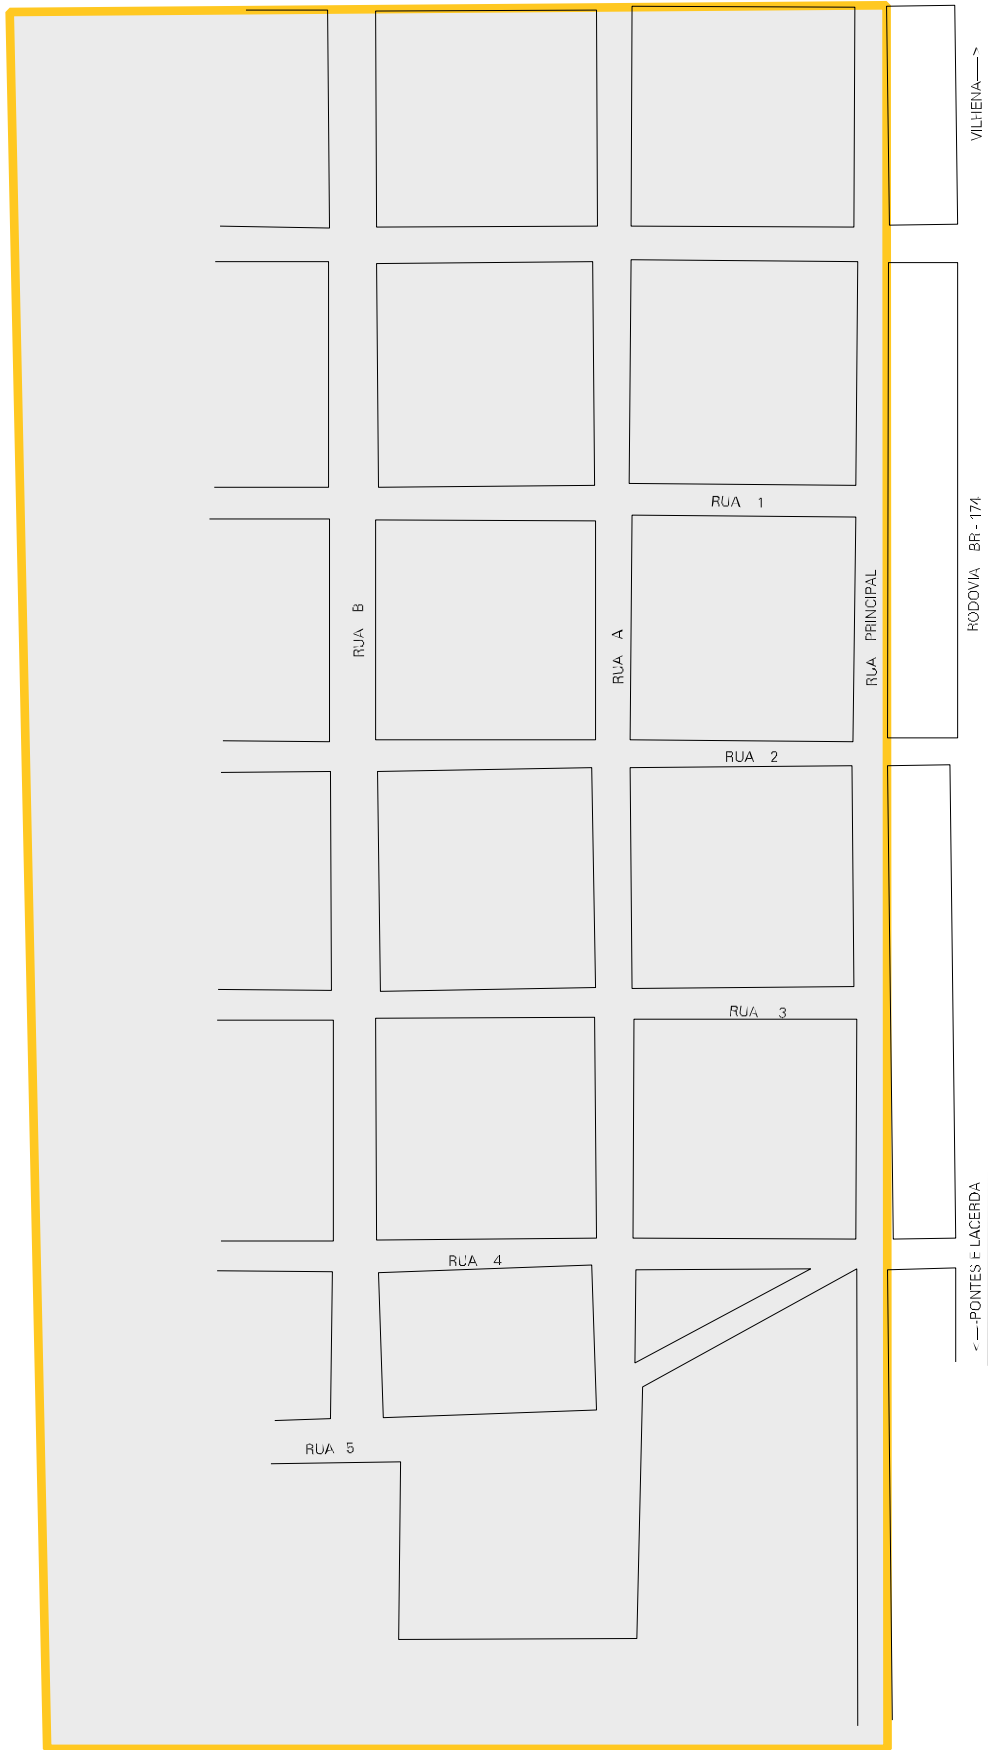 VILHENA--->
RUA 1
RODOVIA BR - 174
RUA PRINCIPAL
RUA B
RUA A
RUA 2
RUA 3
<---PONTES E LACERDA
RUA 4
RUA 5